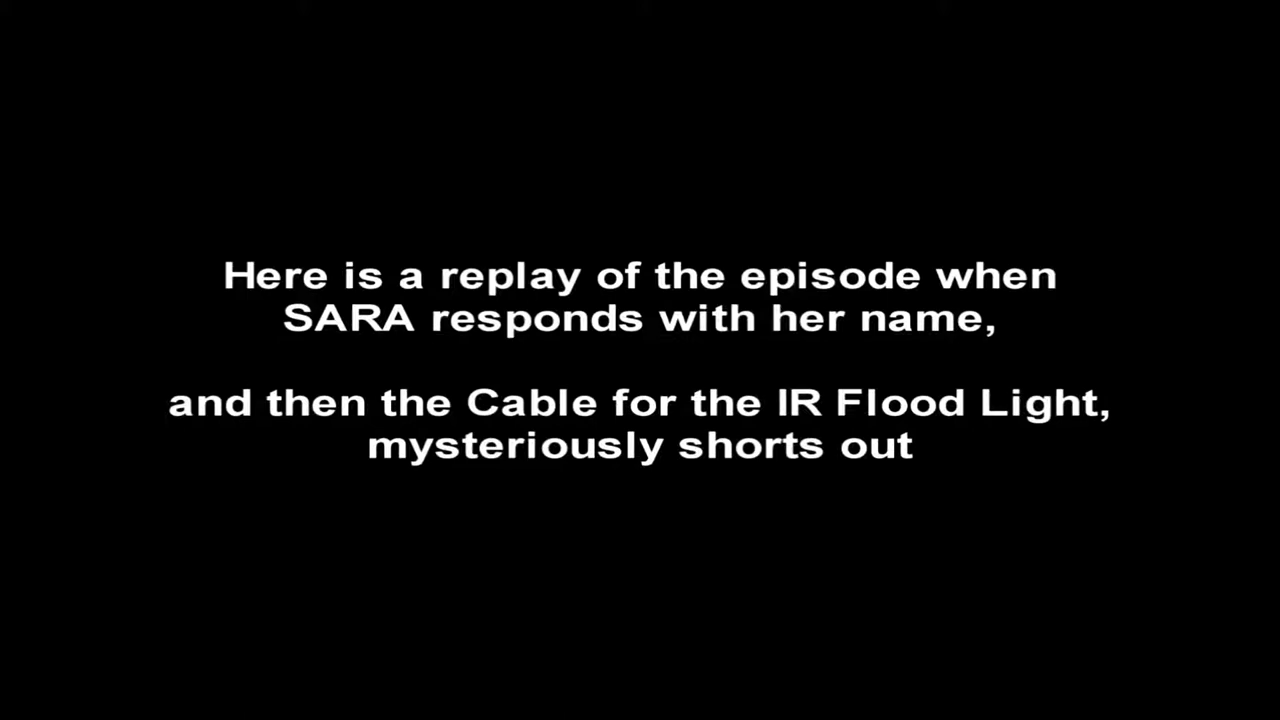 Here is a replay of the episode when
SARA responds with her name,
and then the Cable for the IR Flood Light,
mysteriously shorts out